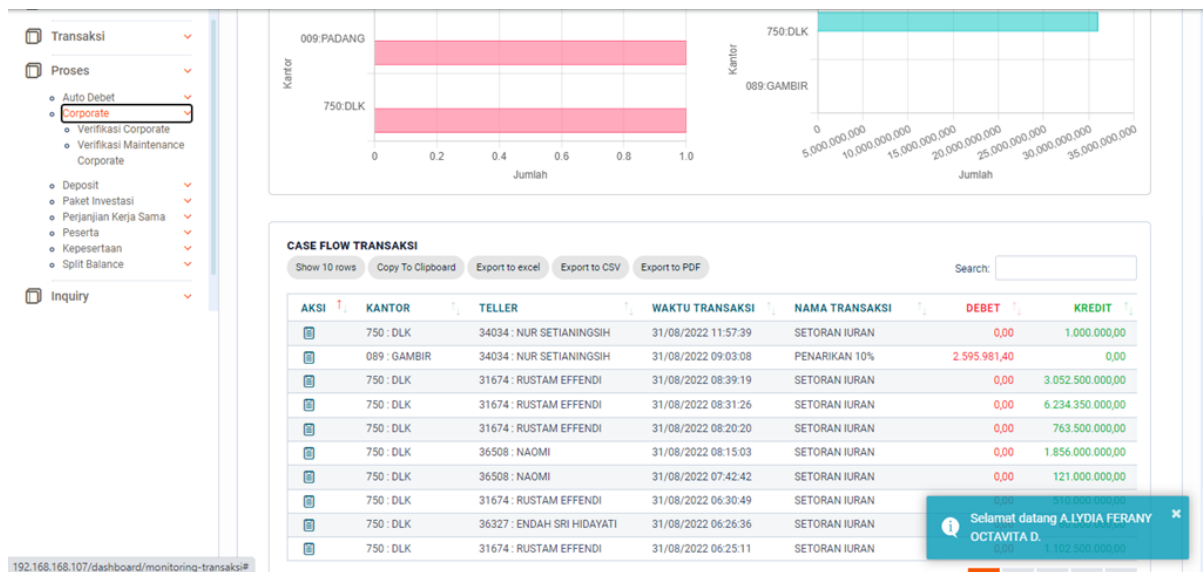 Transaksi
Proses
Auto Debet
Corporate
Verifikasi Corporate
Verifikasi Maintenance
Corporate
Deposit
Paket Investasi
Perjanjian Kerja Sama
Peserta
Kepesertaan
Split Balance
Inquiry
Kantor
009:PADANG
750:DLK
0 0.2 0.4 0.6 0.8 1.0
Jumlah
Kantor
750:DLK
089:GAMBIR
0 5,000,000,000 10,000,000,000 15,000,000,000 20,000,000,000 25,000,000,000 30,000,000,000 35,000,000,000
Jumlah
CASE FLOW TRANSAKSI
Show 10 rows Copy To Clipboard Export to excel Export to CSV Export to PDF Search:
AKSI KANTOR TELLER WAKTU TRANSAKSI NAMA TRANSAKSI DEBET KREDIT
750 : DLK 34034 : NUR SETIANINGSIH 31/08/2022 11:57:39 SETORAN IURAN 0,00 1.000.000,00
089 : GAMBIR 34034 : NUR SETIANINGSIH 31/08/2022 09:03:08 PENARIKAN 10% 2.595.981,40 0,00
750 : DLK 31674 : RUSTAM EFFENDI 31/08/2022 08:39:19 SETORAN IURAN 0,00 3.052.500.000,00
750 : DLK 31674 : RUSTAM EFFENDI 31/08/2022 08:31:26 SETORAN IURAN 0,00 6.234.350.000,00
750 : DLK 31674 : RUSTAM EFFENDI 31/08/2022 08:20:20 SETORAN IURAN 0,00 763.500.000,00
750 : DLK 36508 : NAOMI 31/08/2022 08:15:03 SETORAN IURAN 0,00 1.856.000.000,00
750 : DLK 36508 : NAOMI 31/08/2022 07:42:42 SETORAN IURAN 0,00 121.000.000,00
750 : DLK 31674 : RUSTAM EFFENDI 31/08/2022 06:30:49 SETORAN IURAN
750 : DLK 36327 : ENDAH SRI HIDAYATI 31/08/2022 06:26:36 SETORAN IURAN
750 : DLK 31674 : RUSTAM EFFENDI 31/08/2022 06:25:11 SETORAN IURAN 0,00 1.102.500.000,00
Selamat datang A.LYDIA FERANY
OCTAVITA D.
192.168.168.107/dashboard/monitoring-transaksi#